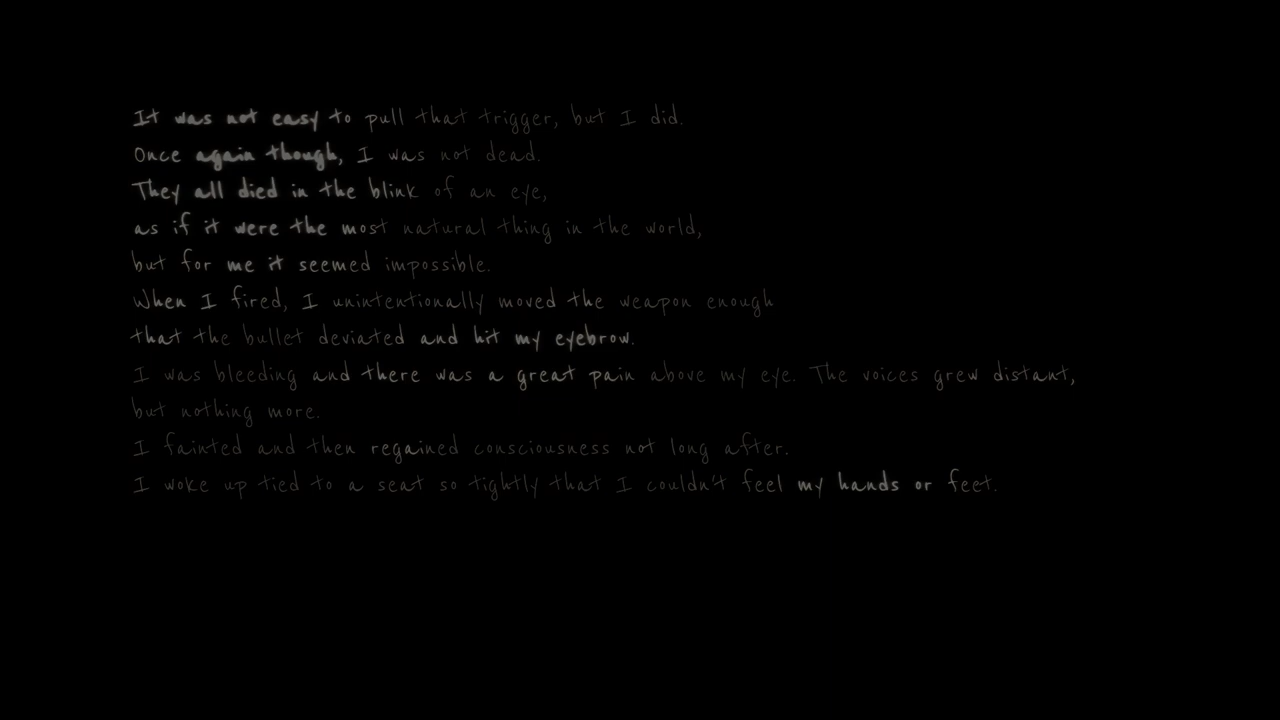 It was not easy to pull that trigger, but I did.
Once again though, I was not dead.
They all died in the blink of an eye,
as if it were the most natural thing in the world,
but for me it seemed impossible.
When I fired, I unintentionally moved the weapon enough
that the bullet deviated and hit my eyebrow.
I was bleeding and there was a great pain above my eye. The voices grew distant,
but nothing more.
I fainted and then regained consciousness not long after.
I woke up tied to a seat so tightly that I couldn't feel my hands or feet.